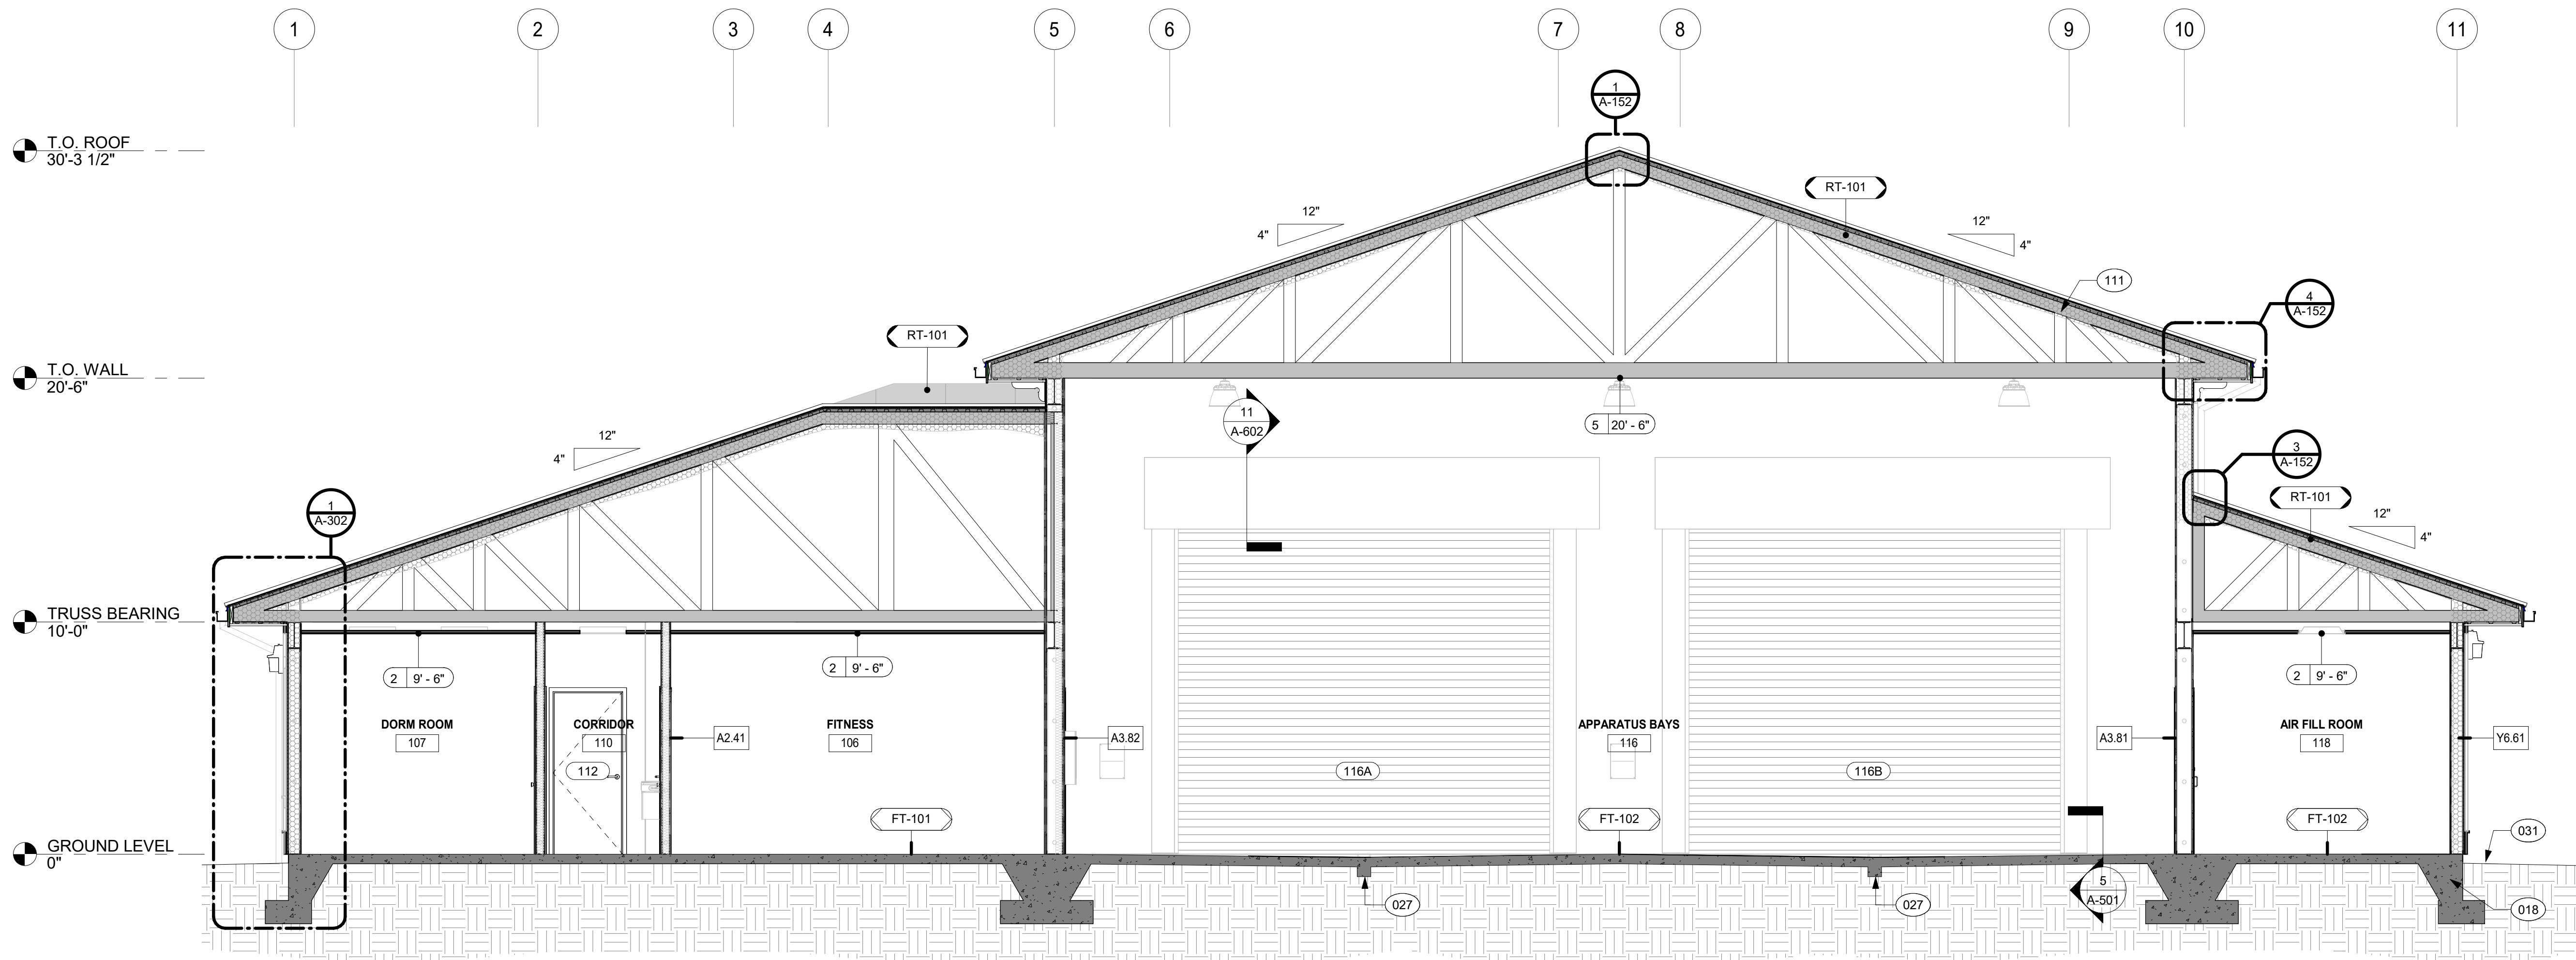 1
2
3
4
5
6
7
8
9
10
11
1
A-152
T.O. ROOF
30'-3 1/2"
RT-101
12"
4"
12"
4"
111
4
A-152
RT-101
T.O. WALL
20'-6"
11
A-602
5 20' - 6"
12"
4"
3
A-152
RT-101
12"
4"
1
A-302
TRUSS BEARING
10'-0"
2 9' - 6"
2 9' - 6"
2 9' - 6"
DORM ROOM
107
CORRIDOR
110
FITNESS
106
APPARATUS BAYS
116
AIR FILL ROOM
118
A2.41
A3.82
A3.81
Y6.61
112
116A
116B
FT-101
FT-102
FT-102
031
GROUND LEVEL
0"
5
A-501
027
027
018